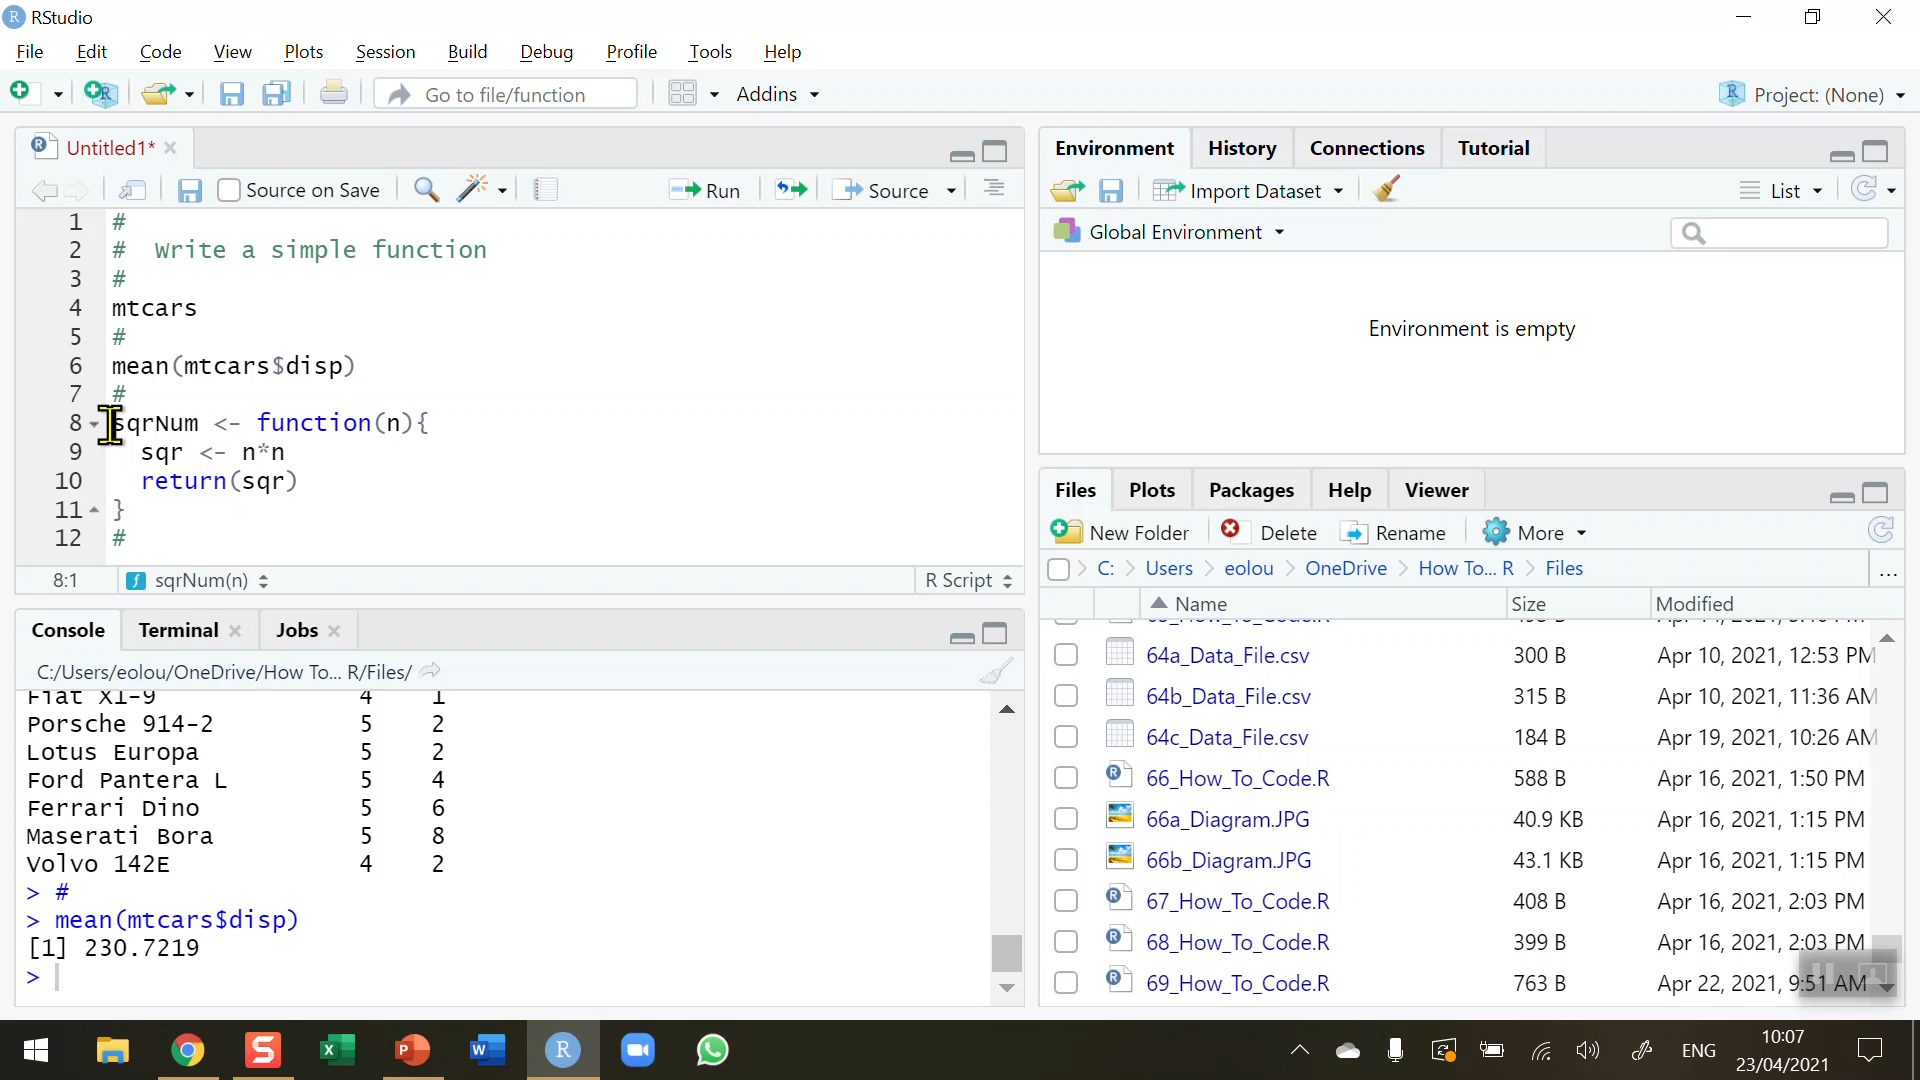 RStudio
File Edit Code View Plots Session Build Debug Profile Tools Help
Go to file/function Addins Project: (None)
Untitled1*
Source on Save Run Source
1 #
2 # Write a simple function
3 #
4 mtcars
5 #
6 mean(mtcars$disp)
7 #
8 sqrNum <- function(n){
9 sqr <- n*n
10 return(sqr)
11 }
12 #
8:1 sqrNum(n) R Script
Console Terminal Jobs
C:/Users/eolou/OneDrive/How To... R/Files/
Fiat X1-9 4 1
Porsche 914-2 5 2
Lotus Europa 5 2
Ford Pantera L 5 4
Ferrari Dino 5 6
Maserati Bora 5 8
Volvo 142E 4 2
> #
> mean(mtcars$disp)
[1] 230.7219
>
Environment History Connections Tutorial
Import Dataset List
Global Environment
Environment is empty
Files Plots Packages Help Viewer
New Folder Delete Rename More
C: Users eolou OneDrive How To... R Files ...
Name Size Modified
64a_Data_File.csv 300 B Apr 10, 2021, 12:53 PM
64b_Data_File.csv 315 B Apr 10, 2021, 11:36 AM
64c_Data_File.csv 184 B Apr 19, 2021, 10:26 AM
66_How_To_Code.R 588 B Apr 16, 2021, 1:50 PM
66a_Diagram.JPG 40.9 KB Apr 16, 2021, 1:15 PM
66b_Diagram.JPG 43.1 KB Apr 16, 2021, 1:15 PM
67_How_To_Code.R 408 B Apr 16, 2021, 2:03 PM
68_How_To_Code.R 399 B Apr 16, 2021, 2:03 PM
69_How_To_Code.R 763 B Apr 22, 2021, 9:51 AM
ENG 10:07
23/04/2021